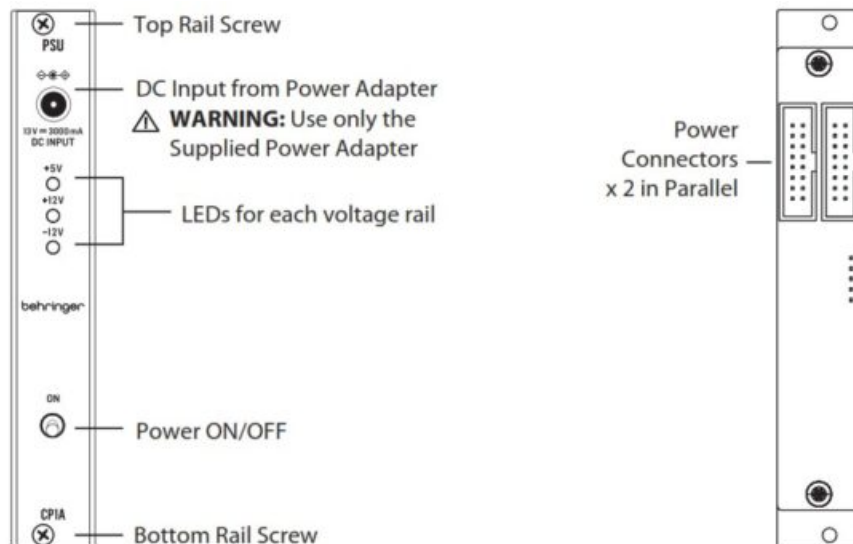 Top Rail Screw
PSU
DC Input from Power Adapter
WARNING: Use only the
Supplied Power Adapter
13V 3000mA
DC INPUT
+5V
+12V
-12V
LEDs for each voltage rail
behringer
ON
Power ON/OFF
CP1A
Bottom Rail Screw
Power
Connectors
x 2 in Parallel